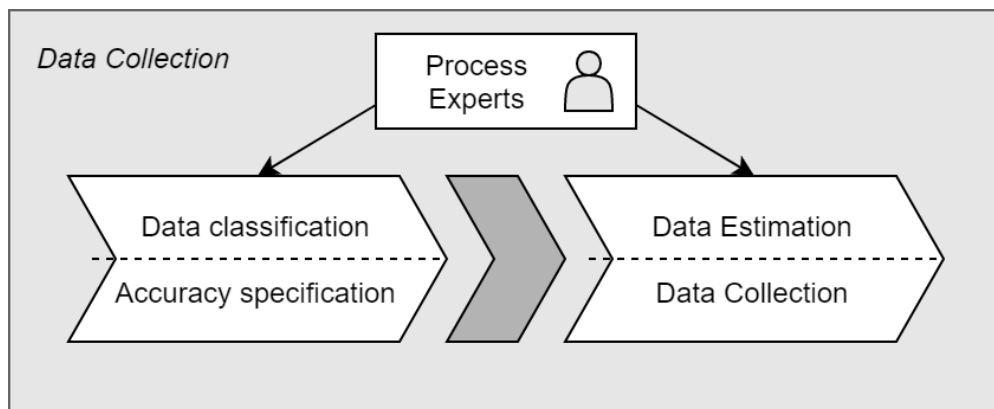 Data Collection
Process
Experts
Data classification
Accuracy specification
Data Estimation
Data Collection